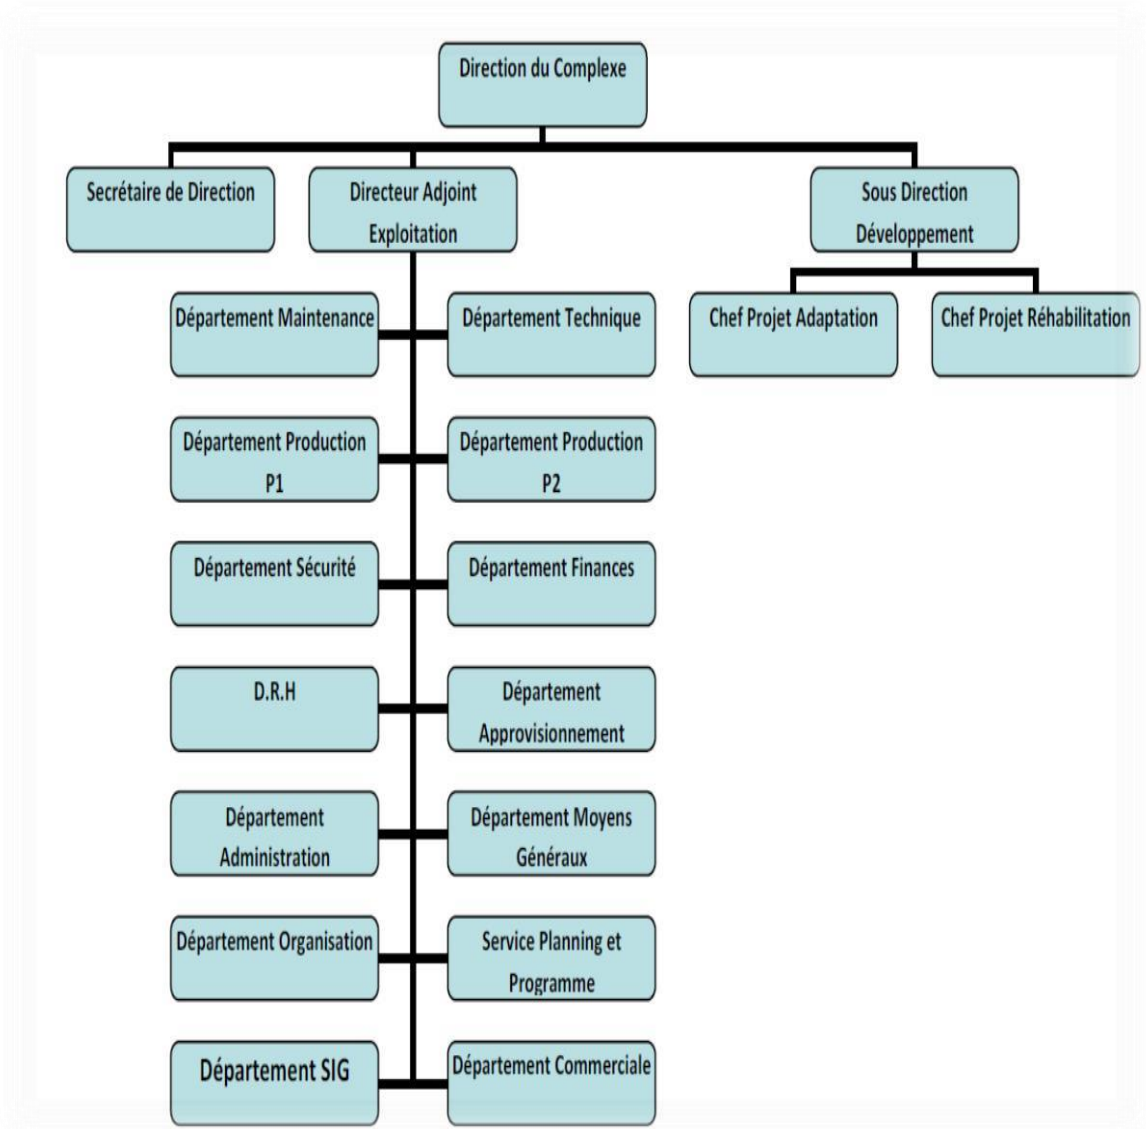 Direction du Complexe
Secrétaire de Direction
Directeur Adjoint
Exploitation
Sous Direction
Développement
Département Maintenance
Département Technique
Chef Projet Adaptation
Chef Projet Réhabilitation
Département Production
P1
Département Production
P2
Département Sécurité
Département Finances
D.R.H
Département
Approvisionnement
Département
Administration
Département Moyens
Généraux
Département Organisation
Service Planning et
Programme
Département SIG
Département Commerciale